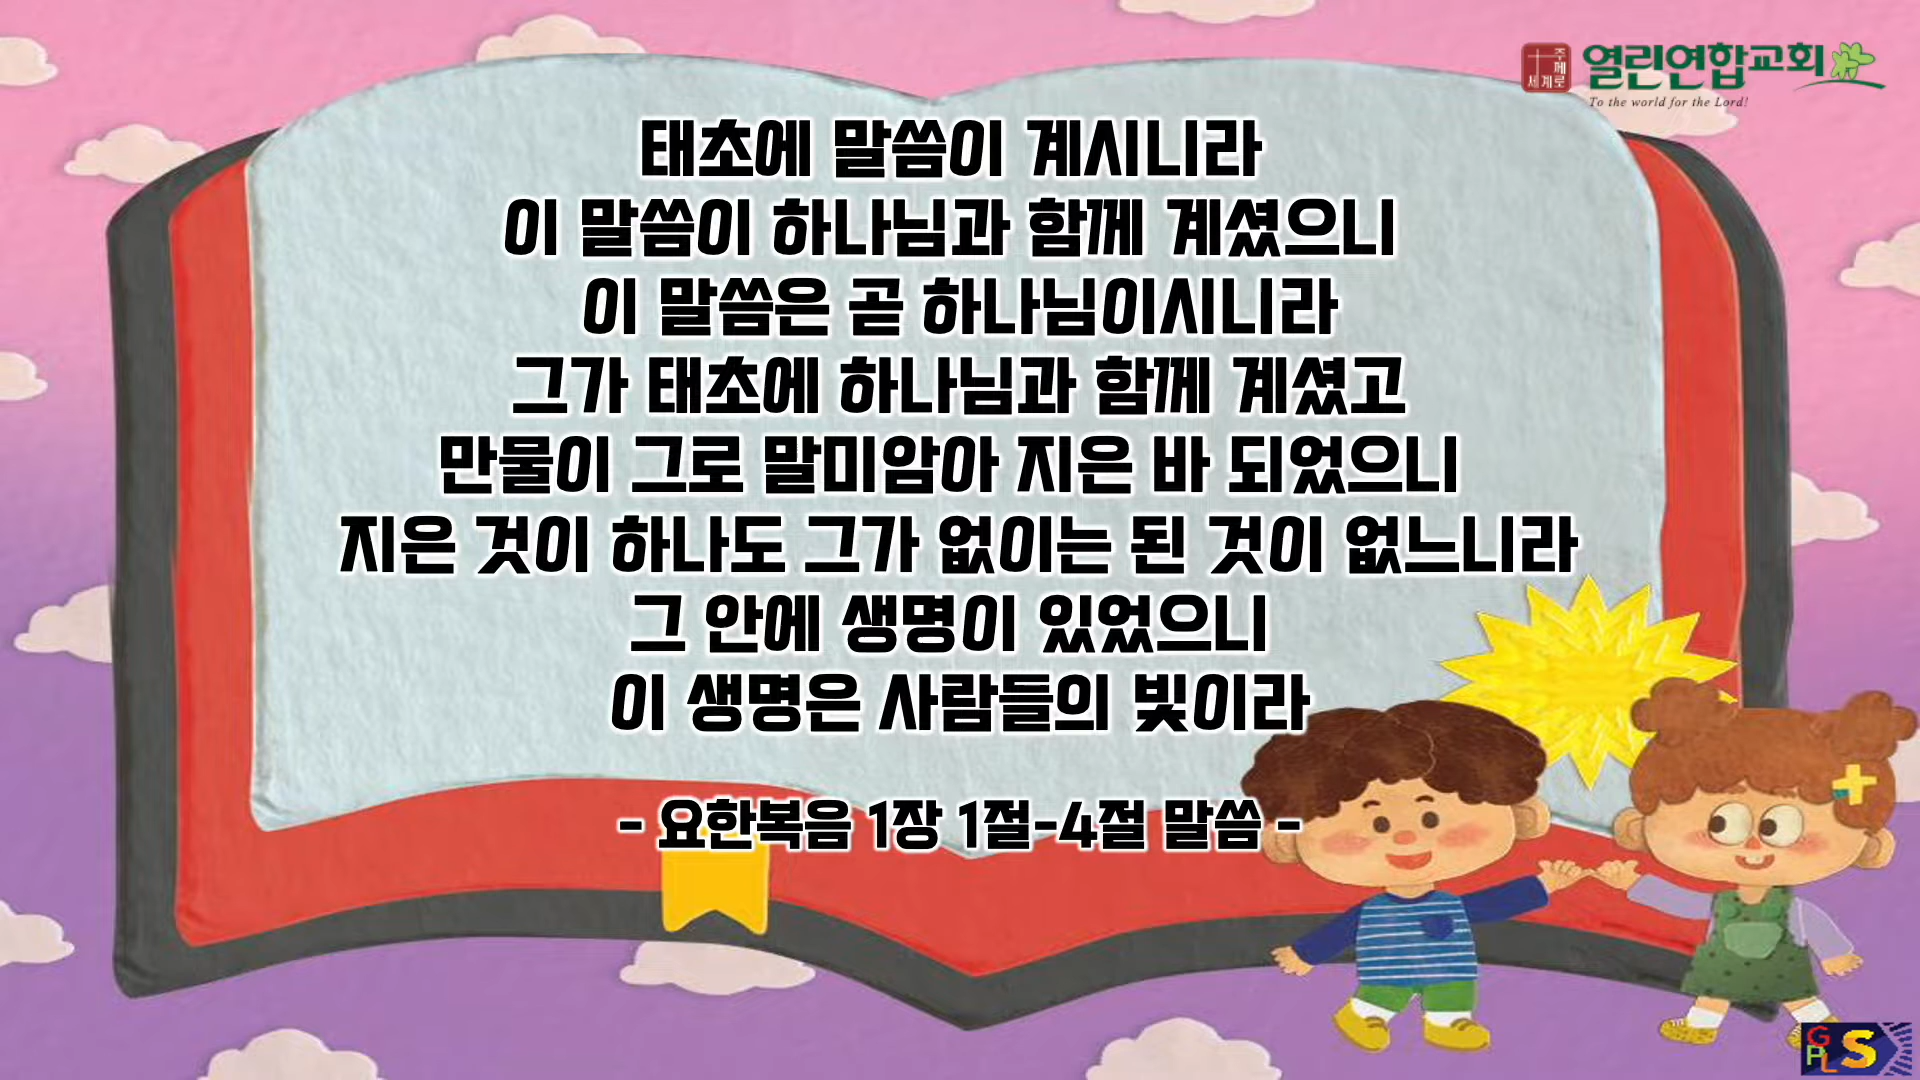 주께
세계로
열린연합교회
To the world for the Lord!
태초에 말씀이 계시니라
이 말씀이 하나님과 함께 계셨으니
이 말씀은 곧 하나님이시니라
그가 태초에 하나님과 함께 계셨고
만물이 그로 말미암아 지은 바 되었으니
지은 것이 하나도 그가 없이는 된 것이 없느니라
그 안에 생명이 있었으니
이 생명은 사람들의 빛이라
- 요한복음 1장 1절-4절 말씀 -
GPL S